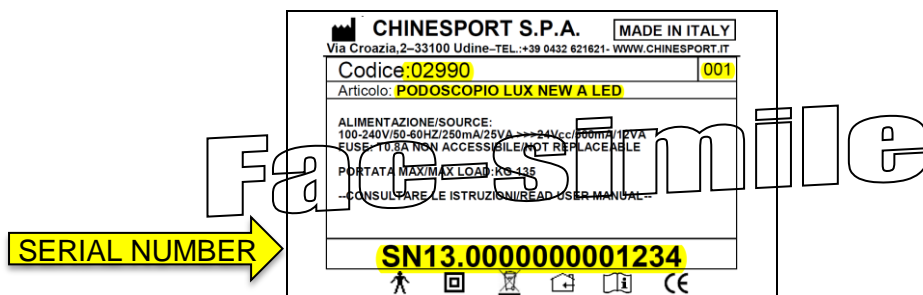 CHINESPORT S.P.A. MADE IN ITALY
Via Croazia,2–33100 Udine–TEL.:+39 0432 621621- WWW.CHINESPORT.IT
Codice:02990 001
Articolo: PODOSCOPIO LUX NEW A LED
ALIMENTAZIONE/SOURCE:
100-240V/50-60HZ/250mA/25VA >>>24Vcc/500mA/12VA
FUSE: T0.8A NON ACCESSIBILE/NOT REPLACEABLE
PORTATA MAX/MAX LOAD:KG 135
--CONSULTARE LE ISTRUZIONI/READ USER MANUAL--
Fac-simile
SERIAL NUMBER
SN13.0000000001234
CE